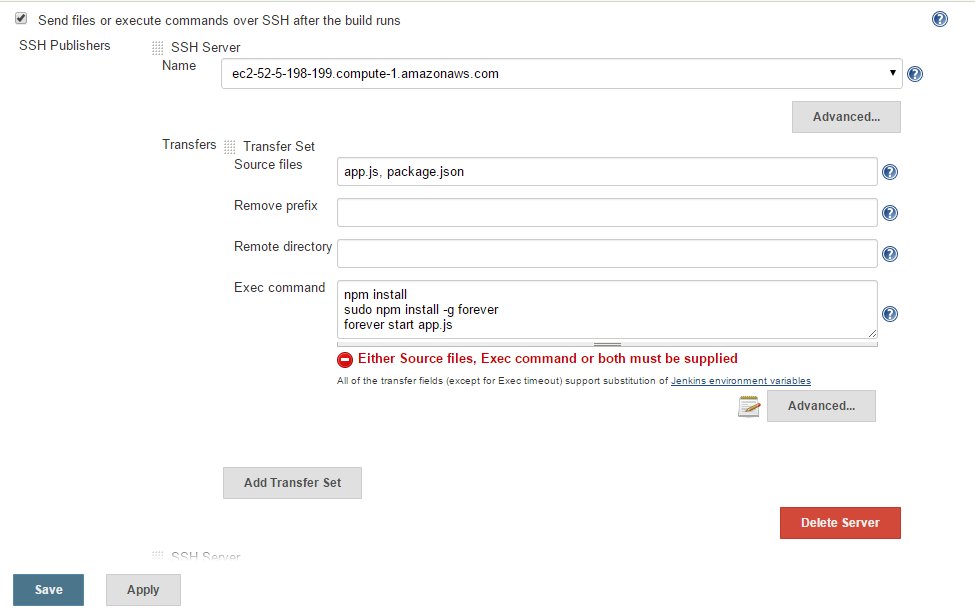 Send files or execute commands over SSH after the build runs
SSH Publishers
SSH Server
Name
ec2-52-5-198-199.compute-1.amazonaws.com
Advanced...
Transfers
Transfer Set
Source files
app.js, package.json
Remove prefix
Remote directory
Exec command
npm install
sudo npm install -g forever
forever start app.js
Either Source files, Exec command or both must be supplied
All of the transfer fields (except for Exec timeout) support substitution of Jenkins environment variables
Advanced...
Add Transfer Set
Delete Server
SSH Server
Save
Apply